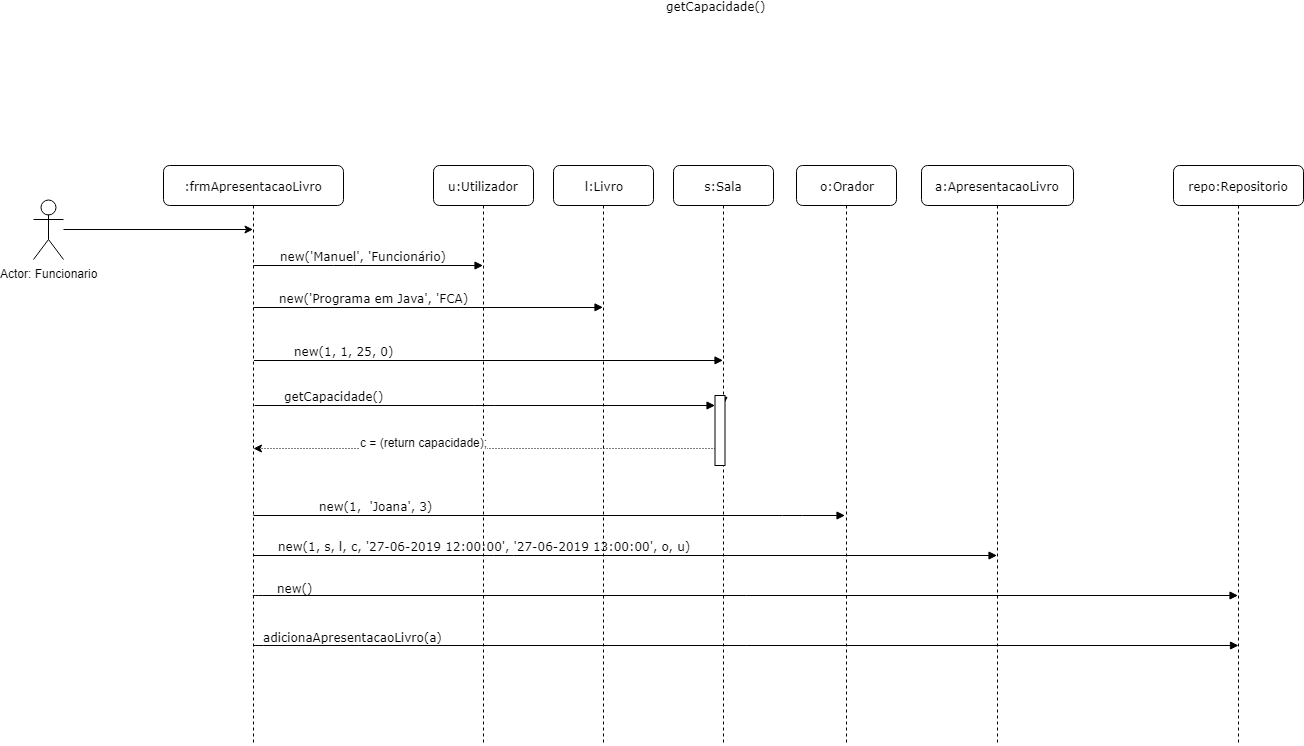 getCapacidade()
:frmApresentacaoLivro
u:Utilizador
l:Livro
s:Sala
o:Orador
a:ApresentacaoLivro
repo:Repositorio
Actor: Funcionario
new('Manuel', 'Funcionário)
new('Programa em Java', 'FCA)
new(1, 1, 25, 0)
getCapacidade()
c = (return capacidade);
new(1,  'Joana', 3)
new(1, s, l, c, '27-06-2019 12:00:00', '27-06-2019 13:00:00', o, u)
new()
adicionaApresentacaoLivro(a)